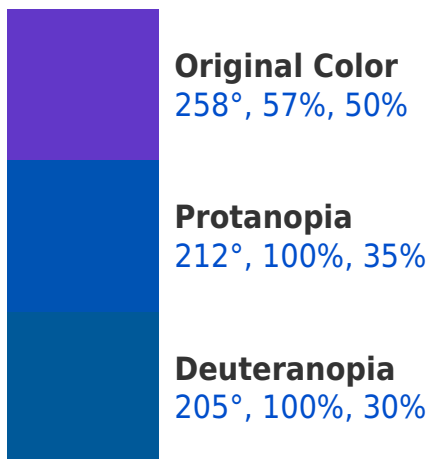 Original Color
258°, 57%, 50%
Protanopia
212°, 100%, 35%
Deuteranopia
205°, 100%, 30%